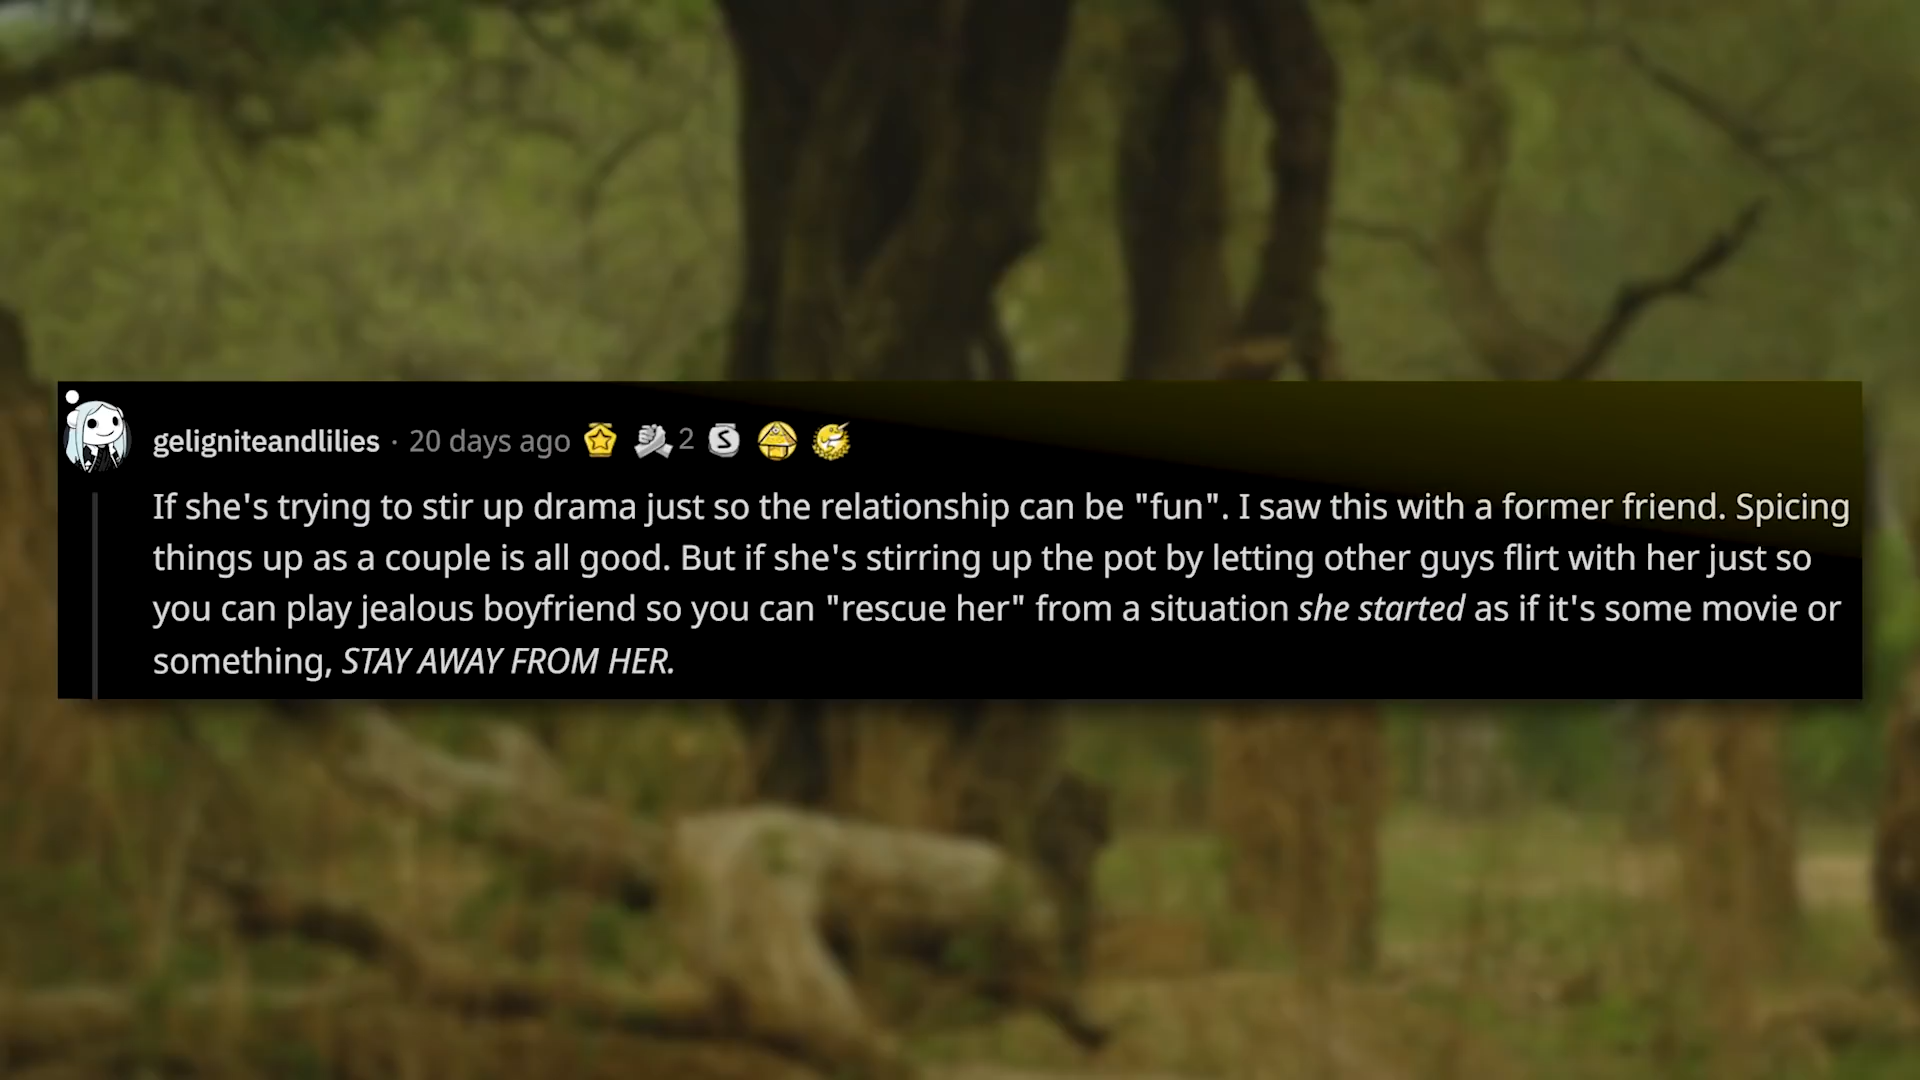 geligniteandlilies · 20 days ago 2
If she's trying to stir up drama just so the relationship can be "fun". I saw this with a former friend. Spicing
things up as a couple is all good. But if she's stirring up the pot by letting other guys flirt with her just so
you can play jealous boyfriend so you can "rescue her" from a situation she started as if it's some movie or
something, STAY AWAY FROM HER.